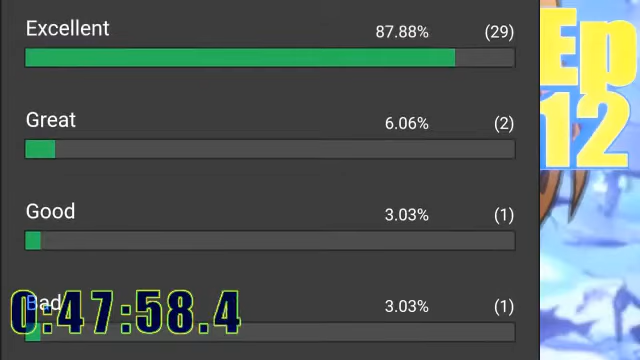 Excellent 87.88% (29)
Ep
12
Great 6.06% (2)
Good 3.03% (1)
Bad 3.03% (1)
0:47:58.4